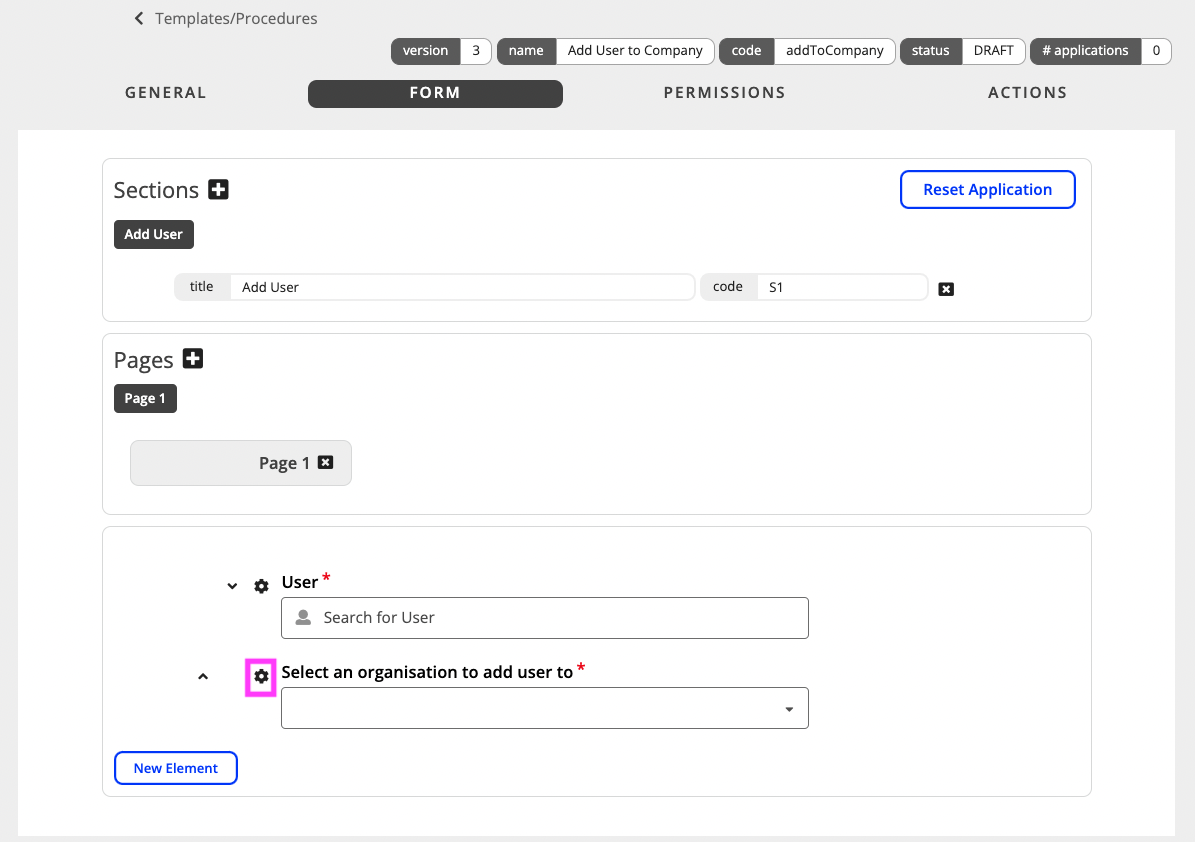 Templates/Procedures
version 3 name Add User to Company code addToCompany status DRAFT # applications 0
GENERAL FORM PERMISSIONS ACTIONS
Sections Reset Application
Add User
title Add User code S1
Pages
Page 1
Page 1
User *
Search for User
Select an organisation to add user to *
New Element